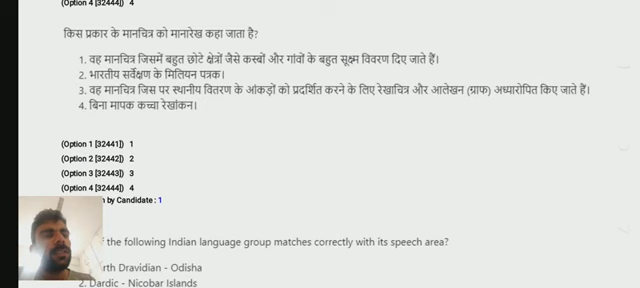 (Option 4 [32444]) 4
किस प्रकार के मानचित्र को मानारेख कहा जाता है?
1. वह मानचित्र जिसमें बहुत छोटे क्षेत्रों जैसे कस्बों और गांवों के बहुत सूक्ष्म विवरण दिए जाते हैं।
2. भारतीय सर्वेक्षण के मिलियन पत्रक।
3. वह मानचित्र जिस पर स्थानीय वितरण के आंकड़ों को प्रदर्शित करने के लिए रेखाचित्र और आलेखन (ग्राफ) अध्यारोपित किए जाते हैं।
4. बिना मापक कच्चा रेखांकन।
(Option 1 [32441]) 1
(Option 2 [32442]) 2
(Option 3 [32443]) 3
(Option 4 [32444]) 4
by Candidate : 1
the following Indian language group matches correctly with its speech area?
Dravidian - Odisha
2. Dardic - Nicobar Islands